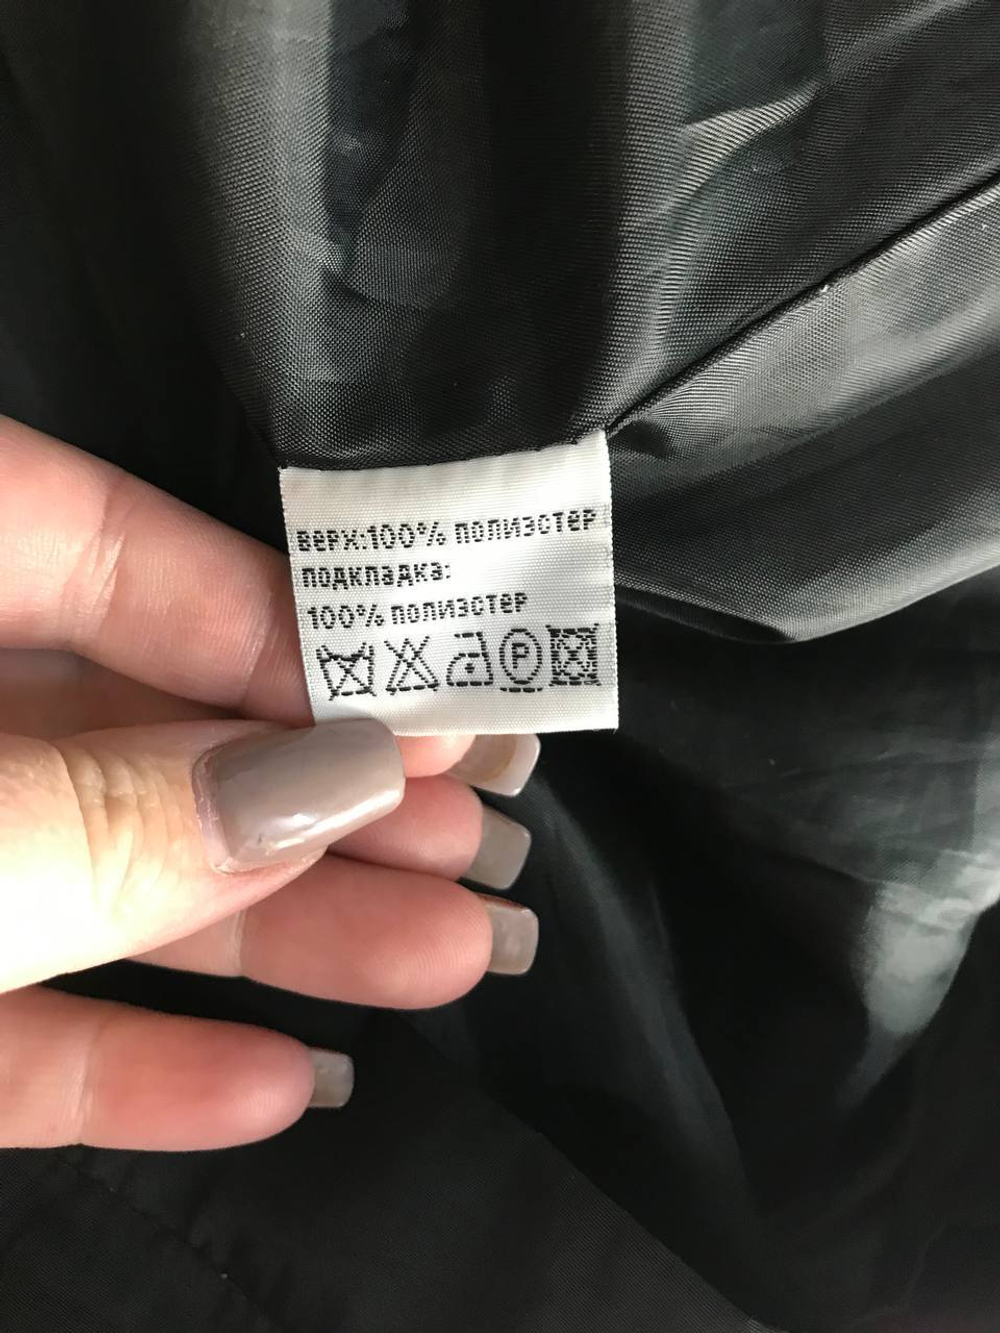 верх:100% полиэстер
подкладка:
100% полиэстер
P